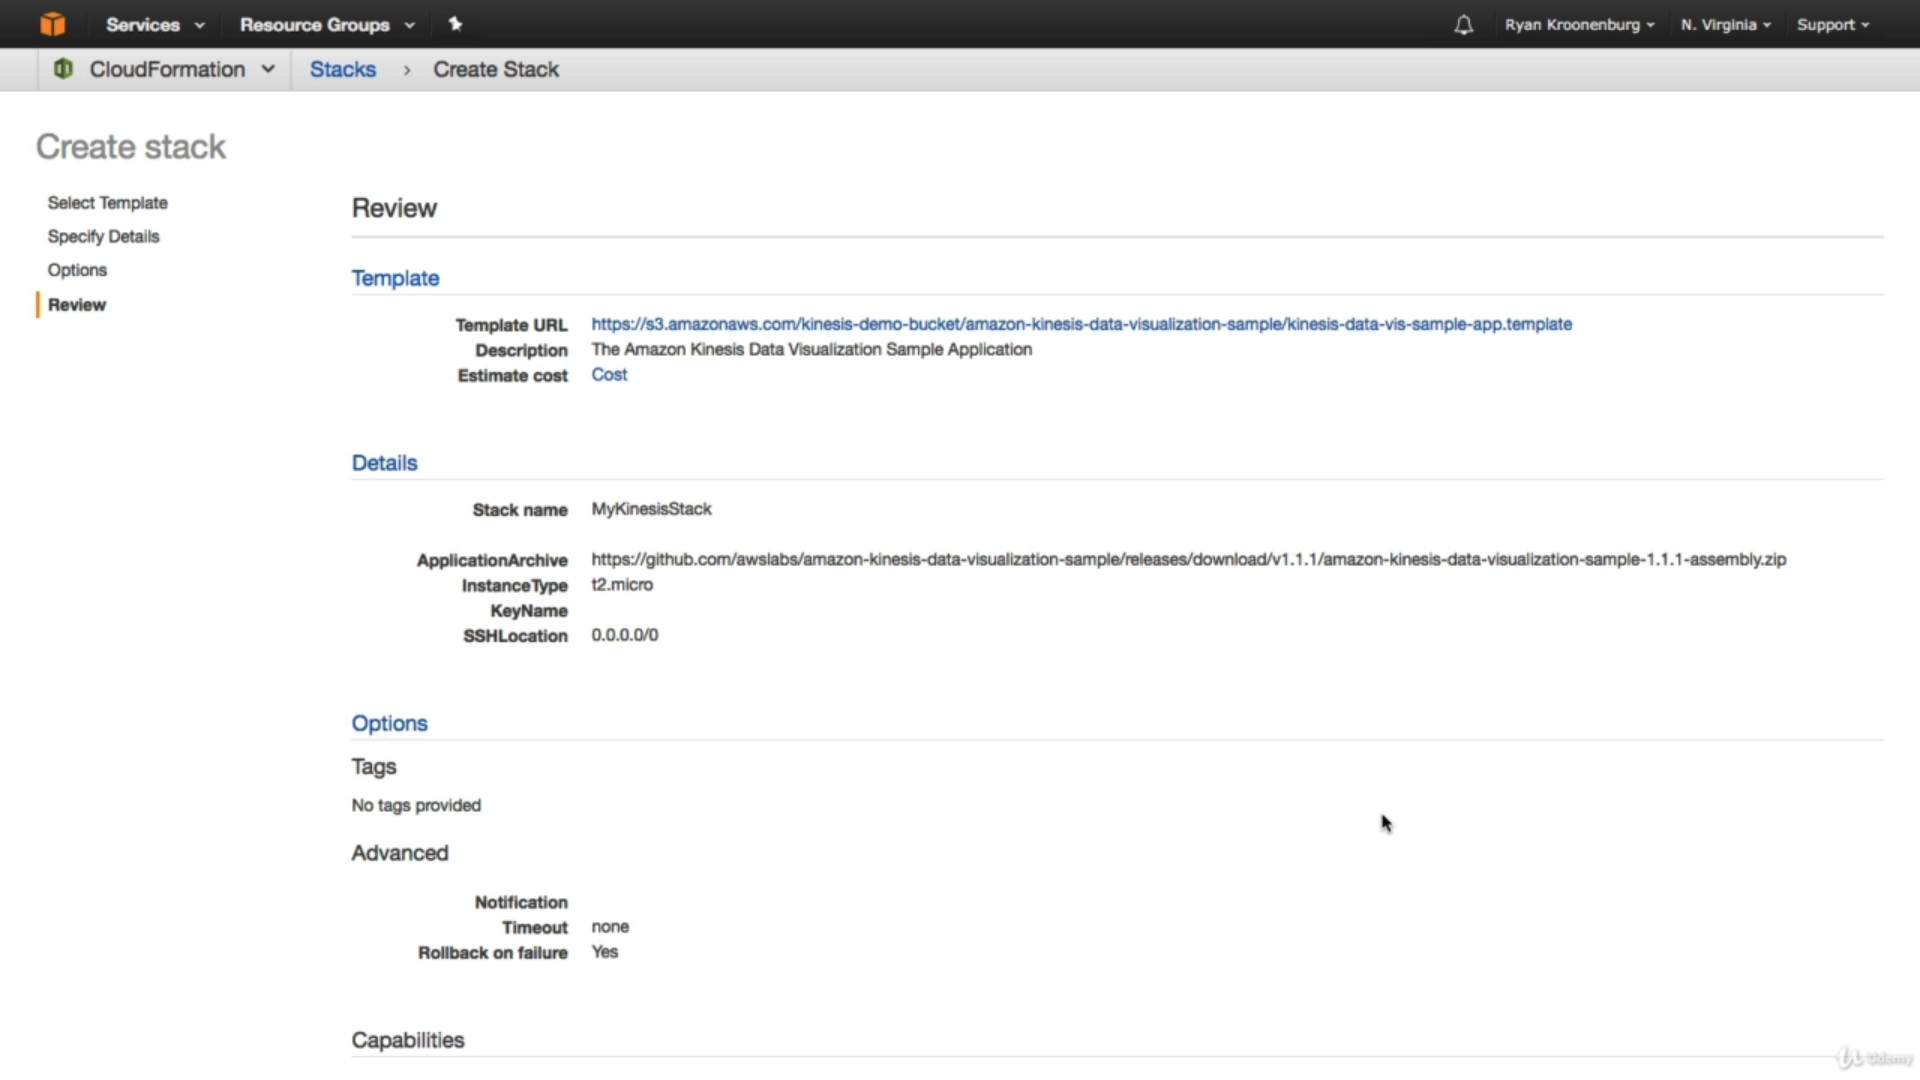 Services Resource Groups Ryan Kroonenburg N. Virginia Support
CloudFormation Stacks › Create Stack
Create stack
Select Template
Specify Details
Options
Review
Review
Template
Template URL https://s3.amazonaws.com/kinesis-demo-bucket/amazon-kinesis-data-visualization-sample/kinesis-data-vis-sample-app.template
Description The Amazon Kinesis Data Visualization Sample Application
Estimate cost Cost
Details
Stack name MyKinesisStack
ApplicationArchive https://github.com/awslabs/amazon-kinesis-data-visualization-sample/releases/download/v1.1.1/amazon-kinesis-data-visualization-sample-1.1.1-assembly.zip
InstanceType t2.micro
KeyName
SSHLocation 0.0.0.0/0
Options
Tags
No tags provided
Advanced
Notification
Timeout none
Rollback on failure Yes
Capabilities
Udemy